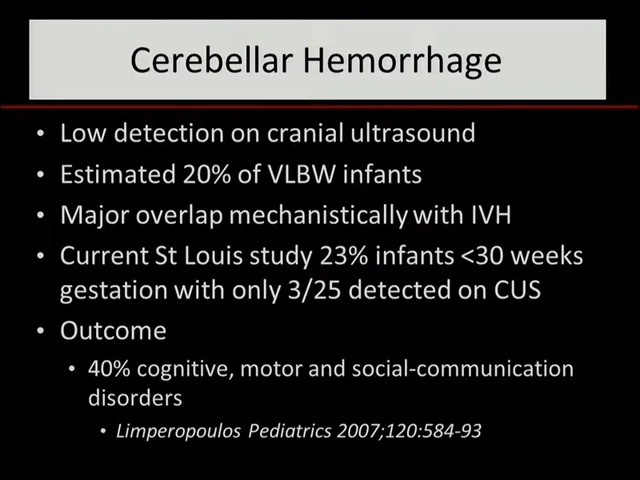 Cerebellar Hemorrhage
• Low detection on cranial ultrasound
• Estimated 20% of VLBW infants
• Major overlap mechanistically with IVH
• Current St Louis study 23% infants <30 weeks
gestation with only 3/25 detected on CUS
• Outcome
• 40% cognitive, motor and social-communication
disorders
• Limperopoulos Pediatrics 2007;120:584-93